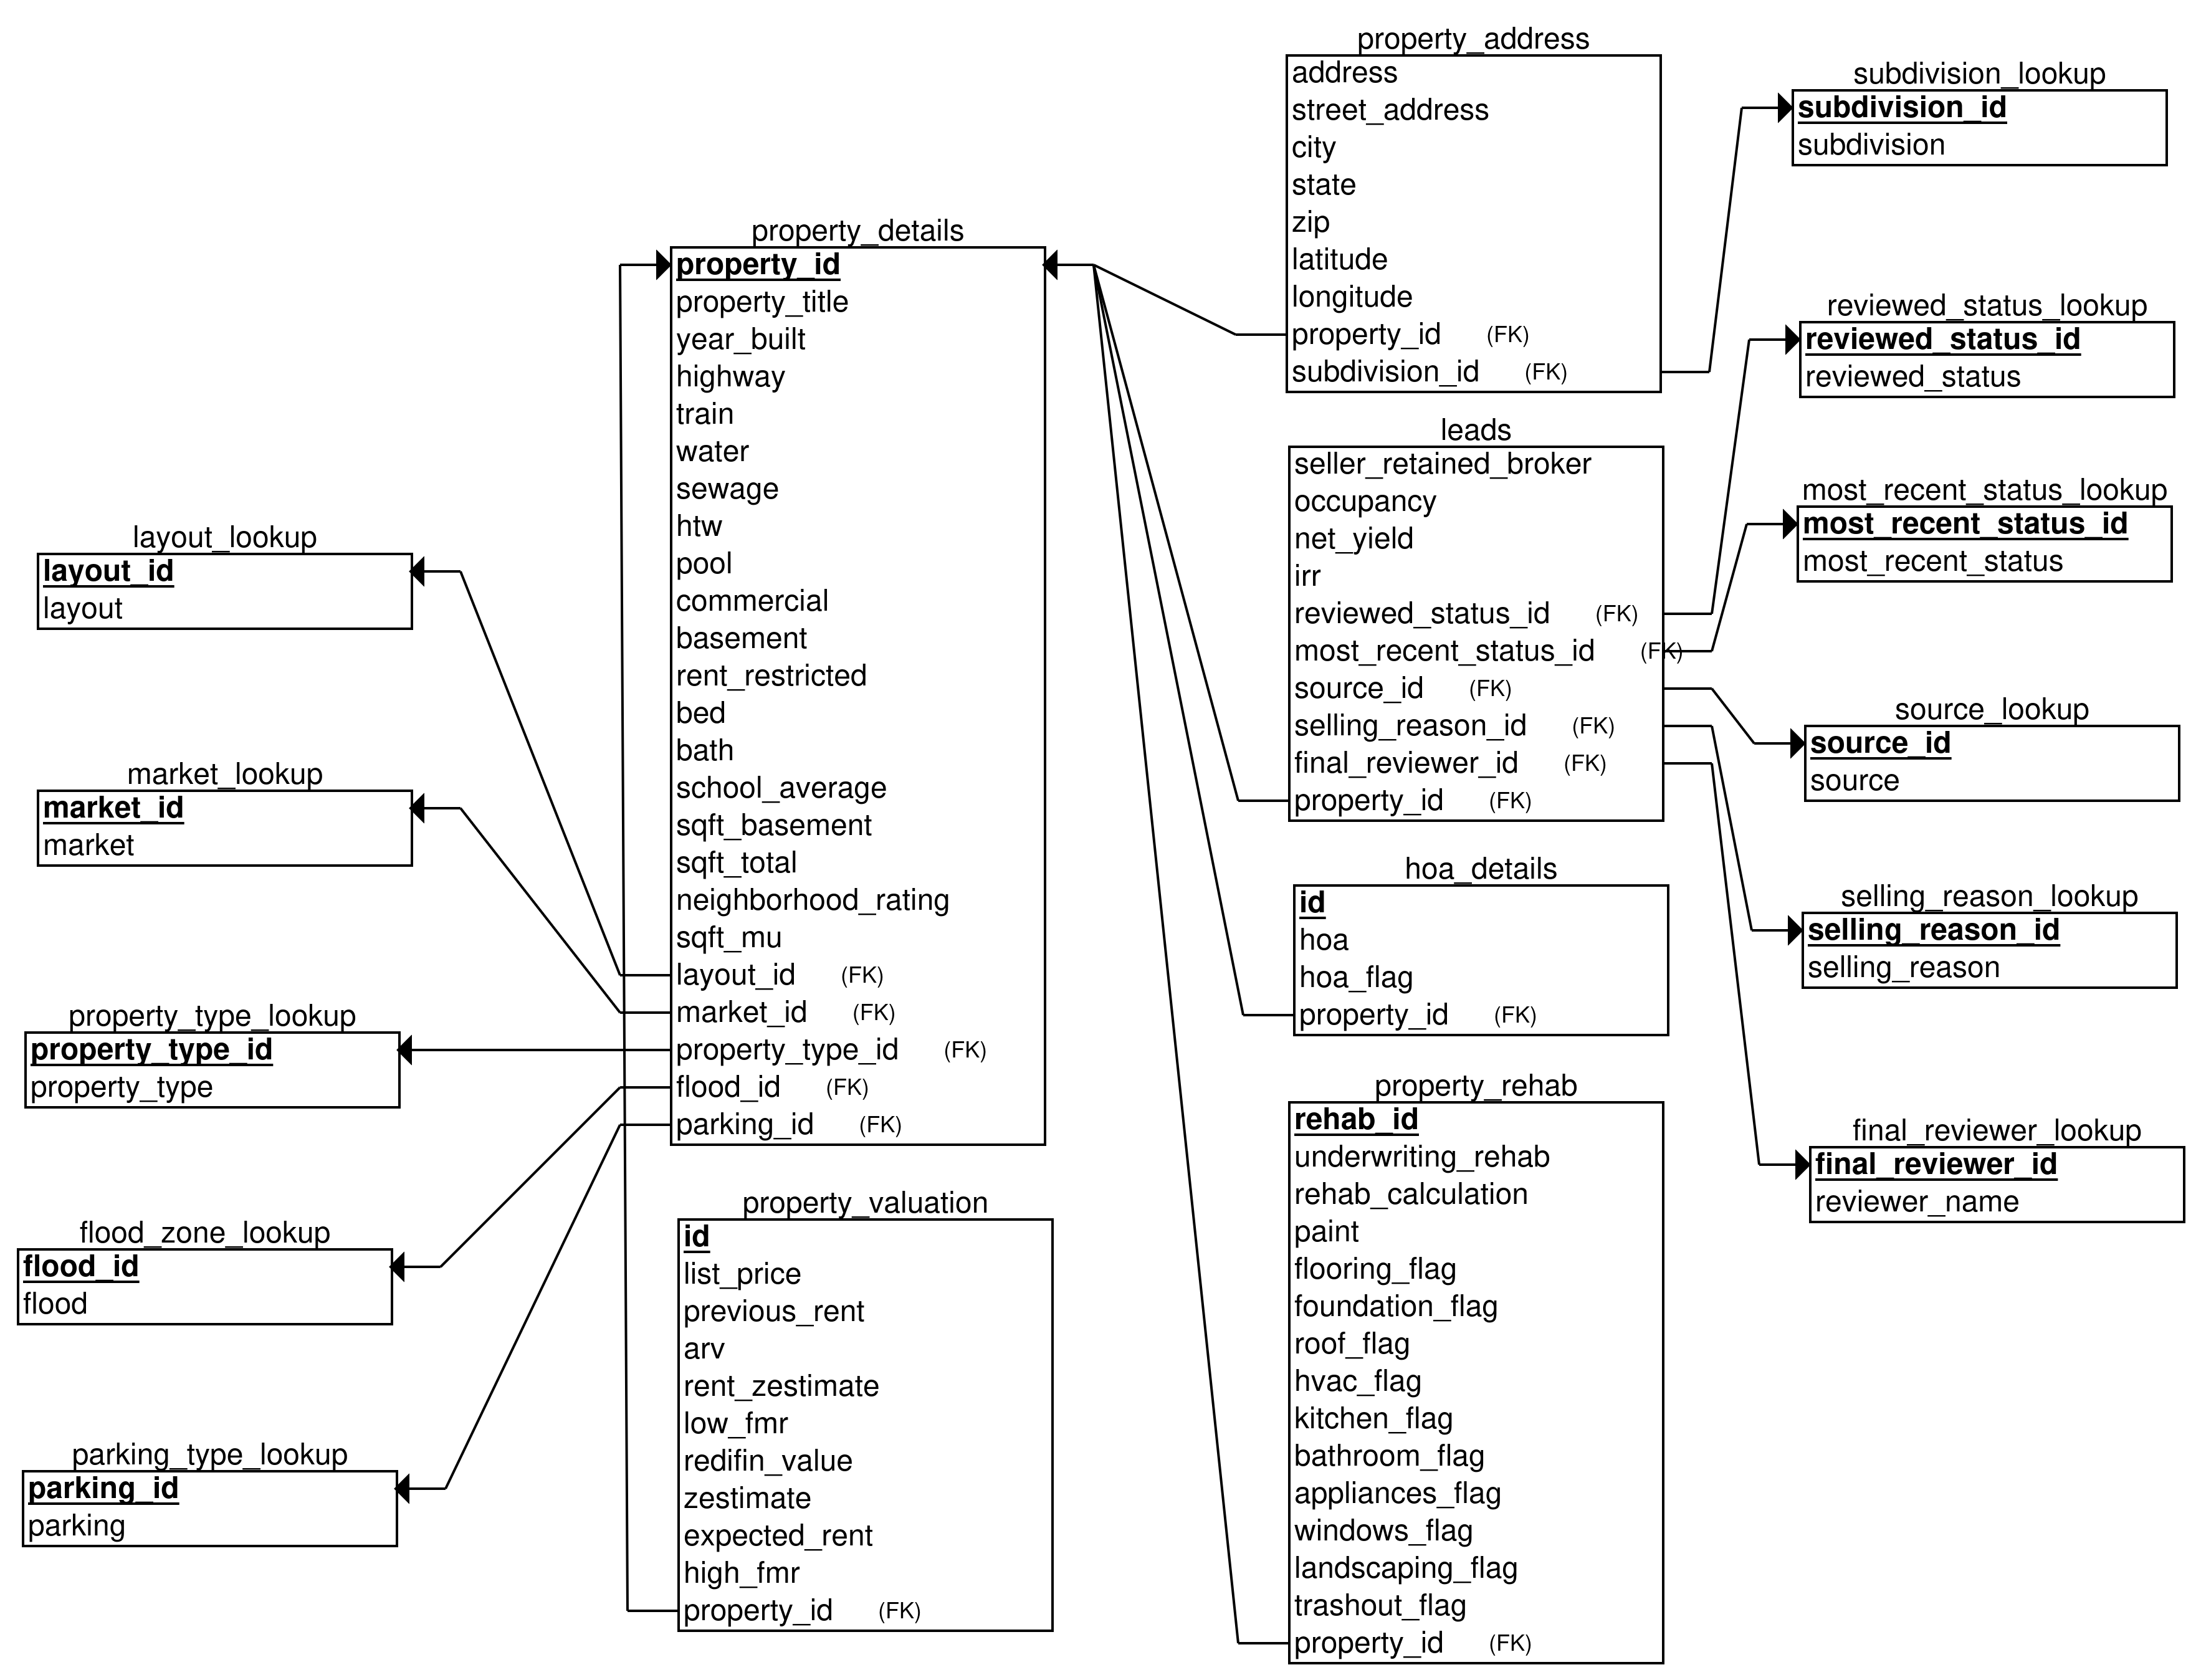 layout_lookup
layout_id
layout
market_lookup
market_id
market
property_type_lookup
property_type_id
property_type
flood_zone_lookup
flood_id
flood
parking_type_lookup
parking_id
parking
property_details
property_id
property_title
year_built
highway
train
water
sewage
htw
pool
commercial
basement
rent_restricted
bed
bath
school_average
sqft_basement
sqft_total
neighborhood_rating
sqft_mu
layout_id (FK)
market_id (FK)
property_type_id (FK)
flood_id (FK)
parking_id (FK)
property_valuation
id
list_price
previous_rent
arv
rent_zestimate
low_fmr
redifin_value
zestimate
expected_rent
high_fmr
property_id (FK)
property_address
address
street_address
city
state
zip
latitude
longitude
property_id (FK)
subdivision_id (FK)
leads
seller_retained_broker
occupancy
net_yield
irr
reviewed_status_id (FK)
most_recent_status_id (FK)
source_id (FK)
selling_reason_id (FK)
final_reviewer_id (FK)
property_id (FK)
hoa_details
id
hoa
hoa_flag
property_id (FK)
property_rehab
rehab_id
underwriting_rehab
rehab_calculation
paint
flooring_flag
foundation_flag
roof_flag
hvac_flag
kitchen_flag
bathroom_flag
appliances_flag
windows_flag
landscaping_flag
trashout_flag
property_id (FK)
subdivision_lookup
subdivision_id
subdivision
reviewed_status_lookup
reviewed_status_id
reviewed_status
most_recent_status_lookup
most_recent_status_id
most_recent_status
source_lookup
source_id
source
selling_reason_lookup
selling_reason_id
selling_reason
final_reviewer_lookup
final_reviewer_id
reviewer_name